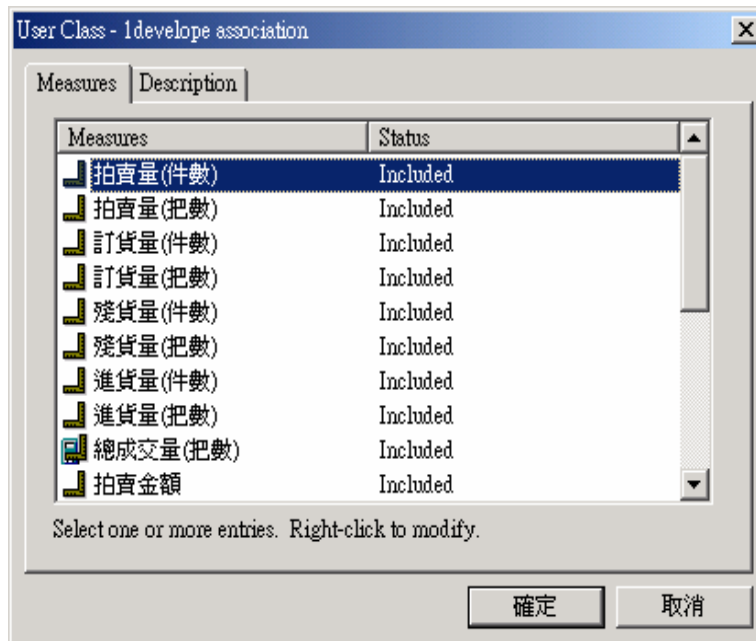 User Class - 1develope association
Measures Description
Measures Status
拍賣量(件數) Included
拍賣量(把數) Included
訂貨量(件數) Included
訂貨量(把數) Included
殘貨量(件數) Included
殘貨量(把數) Included
進貨量(件數) Included
進貨量(把數) Included
總成交量(把數) Included
拍賣金額 Included
Select one or more entries. Right-click to modify.
確定 取消